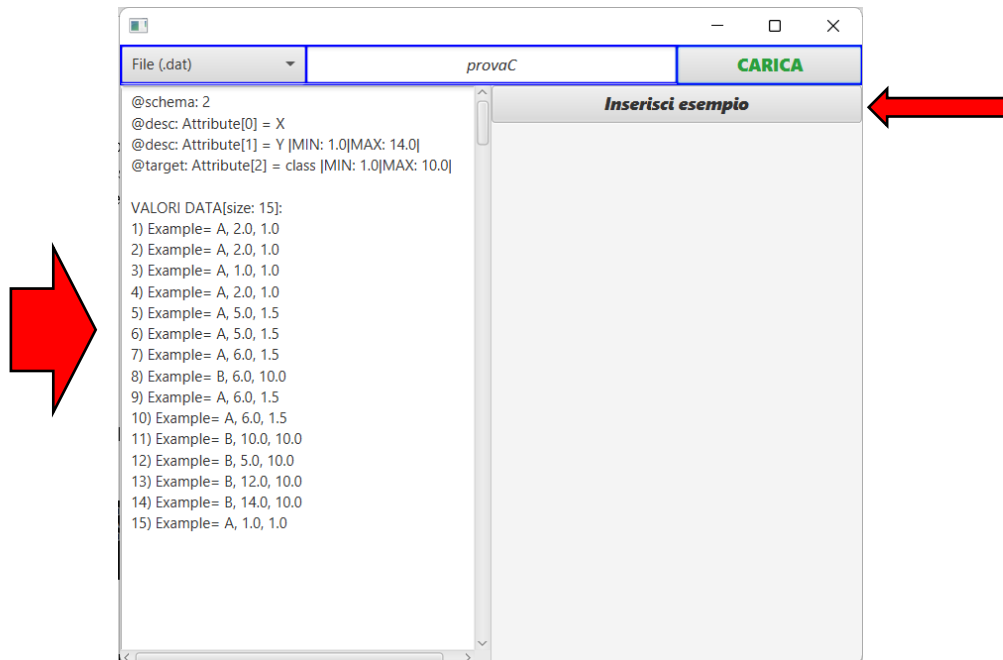 File (.dat)
provaC
CARICA
@schema: 2
@desc: Attribute[0] = X
@desc: Attribute[1] = Y |MIN: 1.0|MAX: 14.0|
@target: Attribute[2] = class |MIN: 1.0|MAX: 10.0|
VALORI DATA[size: 15]:
1) Example= A, 2.0, 1.0
2) Example= A, 2.0, 1.0
3) Example= A, 1.0, 1.0
4) Example= A, 2.0, 1.0
5) Example= A, 5.0, 1.5
6) Example= A, 5.0, 1.5
7) Example= A, 6.0, 1.5
8) Example= B, 6.0, 10.0
9) Example= A, 6.0, 1.5
10) Example= A, 6.0, 1.5
11) Example= B, 10.0, 10.0
12) Example= B, 5.0, 10.0
13) Example= B, 12.0, 10.0
14) Example= B, 14.0, 10.0
15) Example= A, 1.0, 1.0
Inserisci esempio